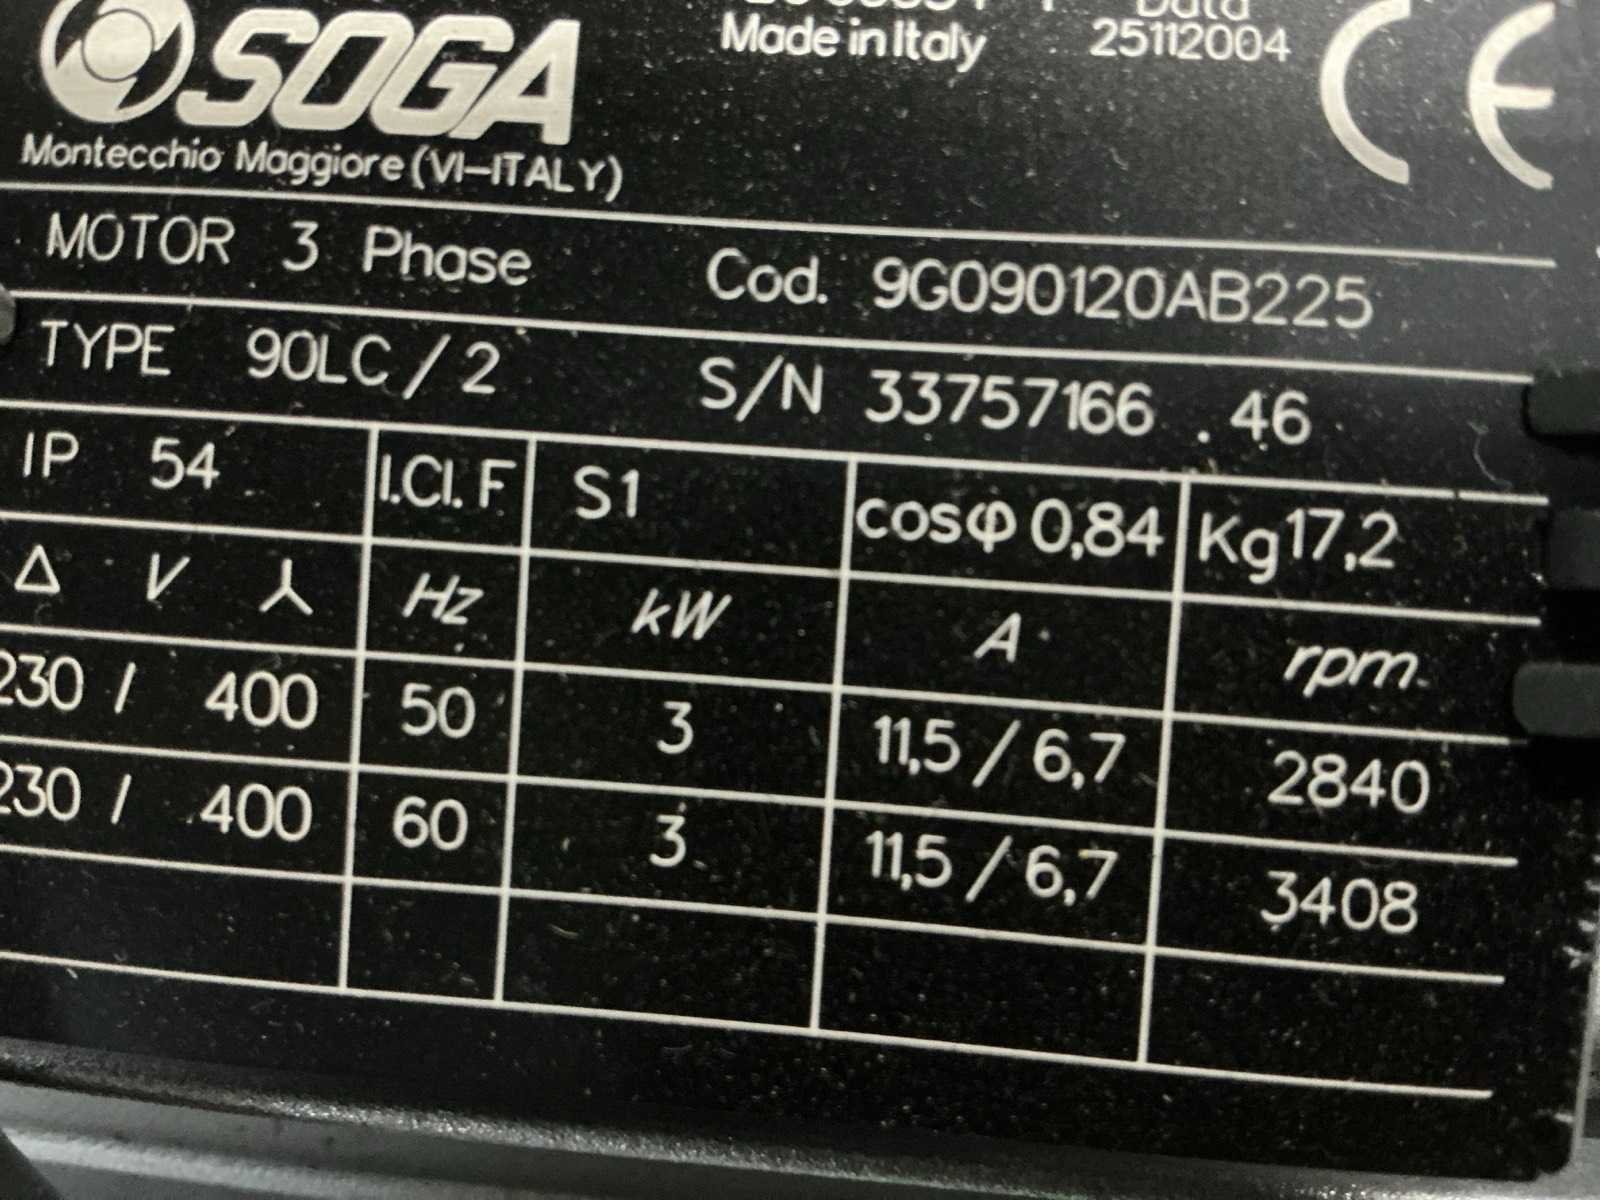 Data
Made in Italy 25112004 CE
SOGA
Montecchio Maggiore (VI-ITALY)
MOTOR 3 Phase Cod. 9G090120AB225
TYPE 90LC / 2 S/N 33757166 . 46
IP 54 I.Cl. F S1 cosφ 0,84 Kg 17,2
Δ V ⅄ Hz kW A rpm
230 / 400 50 3 11,5 / 6,7 2840
230 / 400 60 3 11,5 / 6,7 3408